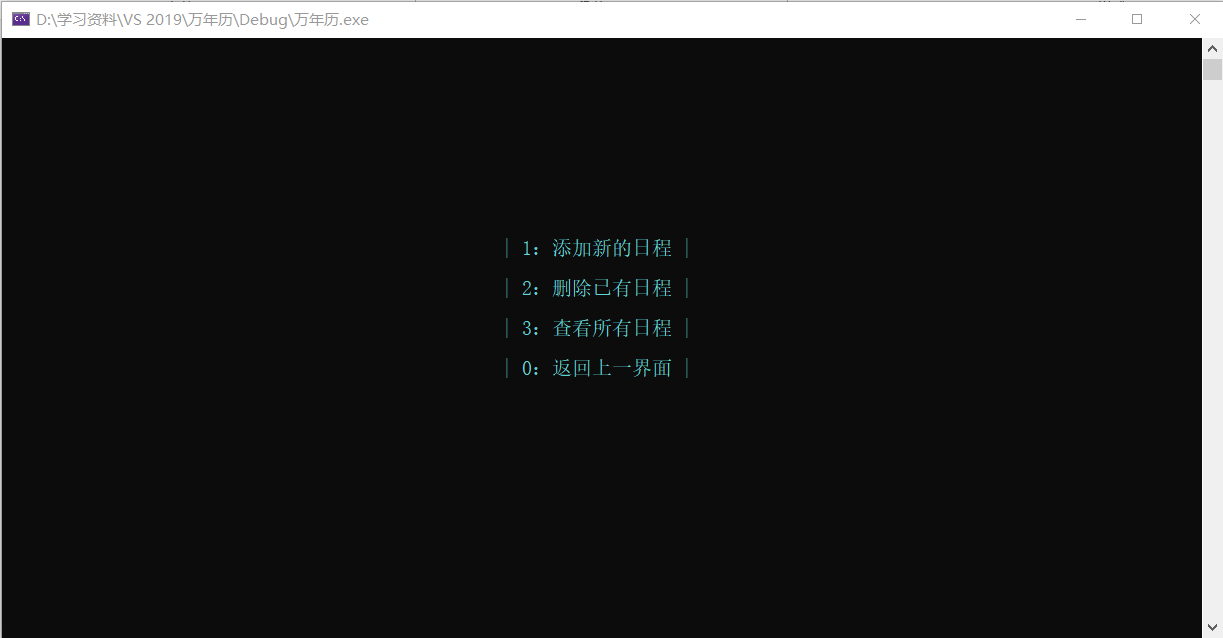 D:\学习资料\VS 2019\万年历\Debug\万年历.exe
| 1: 添加新的日程 |
| 2: 删除已有日程 |
| 3: 查看所有日程 |
| 0: 返回上一界面 |